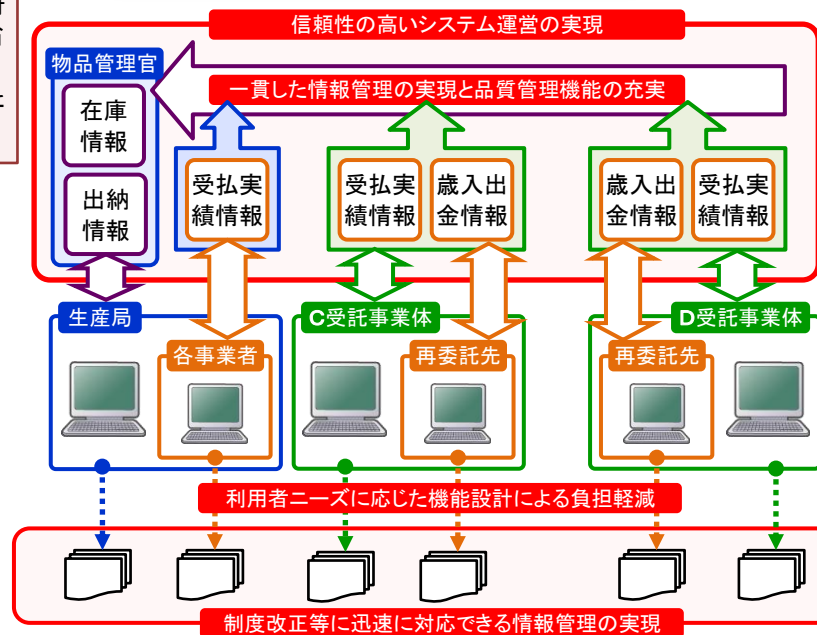 信頼性の高いシステム運営の実現
物品管理官
一貫した情報管理の実現と品質管理機能の充実
在庫
情報
出納
情報
受払実
績情報
受払実
績情報
歳入出
金情報
歳入出
金情報
受払実
績情報
生産局
各事業者
C受託事業体
再委託先
D受託事業体
再委託先
利用者ニーズに応じた機能設計による負担軽減
制度改正等に迅速に対応できる情報管理の実現